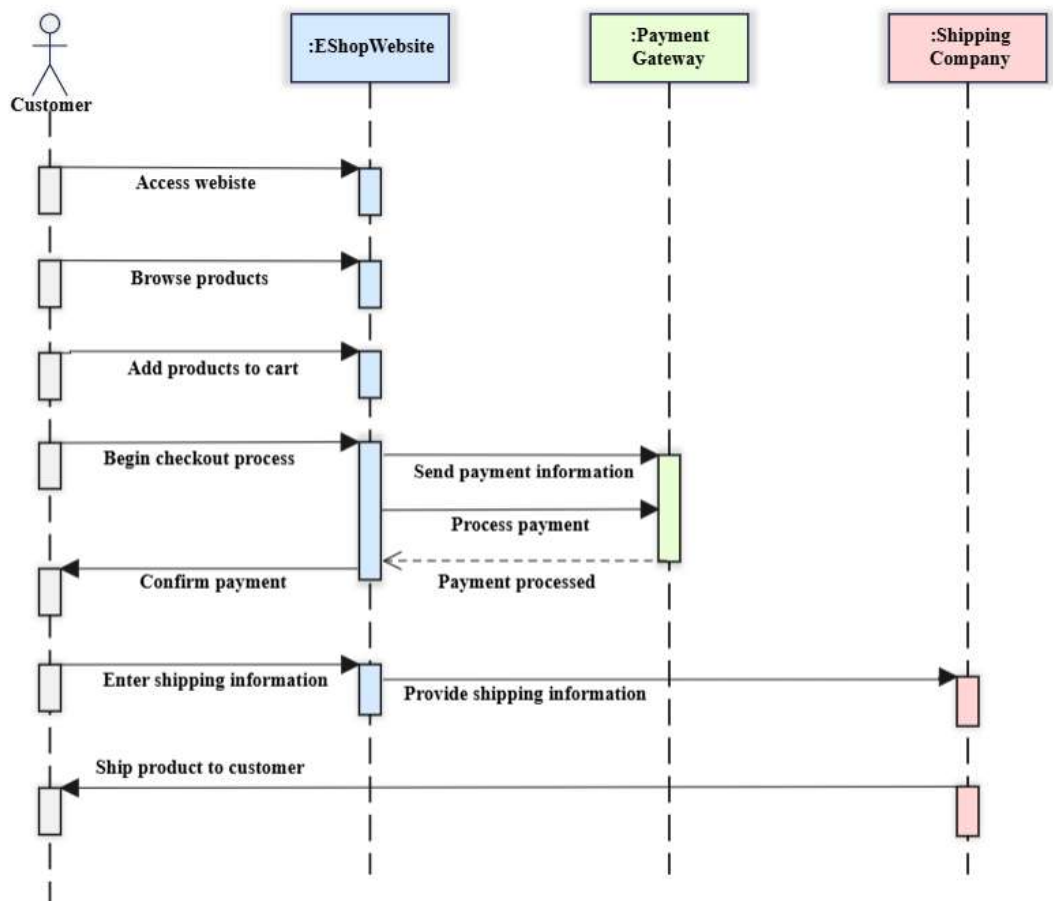 Customer
:EShopWebsite
:Payment
Gateway
:Shipping
Company
Access webiste
Browse products
Add products to cart
Begin checkout process
Send payment information
Process payment
Payment processed
Confirm payment
Enter shipping information
Provide shipping information
Ship product to customer